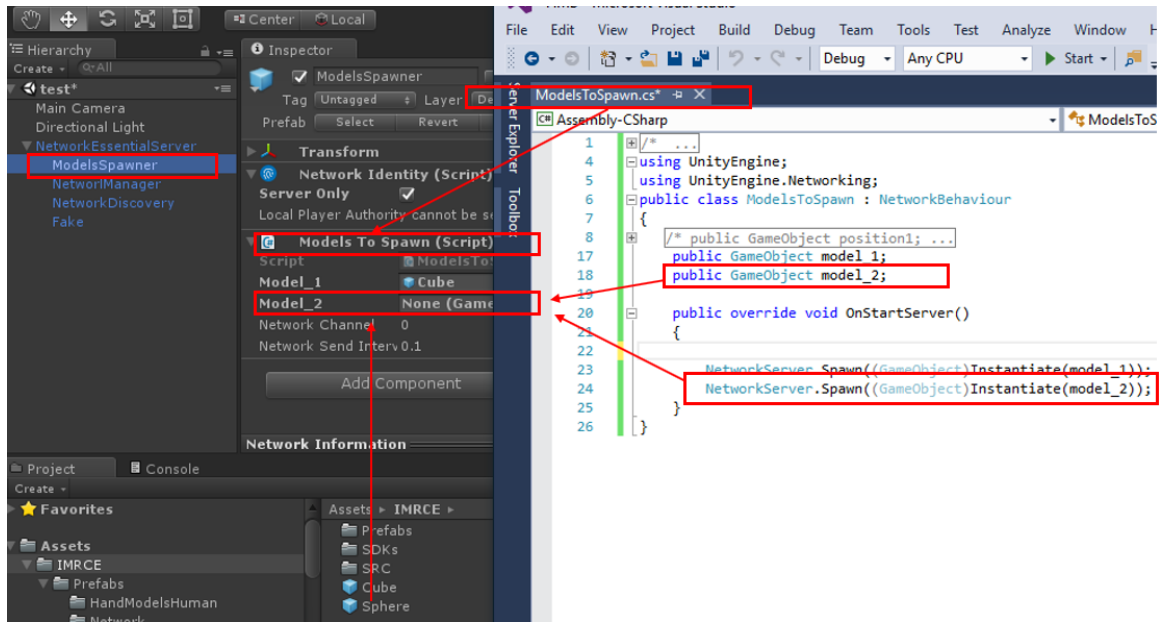 Center Local
Hierarchy
Create All
test*
Main Camera
Directional Light
NetworkEssentialServer
ModelsSpawner
NetworlManager
NetworkDiscovery
Fake
Inspector
ModelsSpawner
Tag Untagged Layer De
Prefab Select Revert
Transform
Network Identity (Script)
Server Only
Local Player Authority cannot be se
Models To Spawn (Script)
Script ModelsTo
Model_1 Cube
Model_2 None (Game
Network Channel 0
Network Send Interv 0.1
Add Component
Network Information
Project Console
Create
Favorites
Assets
IMRCE
Prefabs
HandModelsHuman
Network
Assets ▸ IMRCE ▸
Prefabs
SDKs
SRC
Cube
Sphere
File Edit View Project Build Debug Team Tools Test Analyze Window H
Debug Any CPU Start
Server Explorer
Toolbox
ModelsToSpawn.cs*
C# Assembly-CSharp ModelsToS
1 /* ...
4 using UnityEngine;
5 using UnityEngine.Networking;
6 public class ModelsToSpawn : NetworkBehaviour
7 {
8 /* public GameObject position1; ...
17 public GameObject model_1;
18 public GameObject model_2;
19
20 public override void OnStartServer()
21 {
22
23 NetworkServer.Spawn((GameObject)Instantiate(model_1));
24 NetworkServer.Spawn((GameObject)Instantiate(model_2));
25 }
26 }